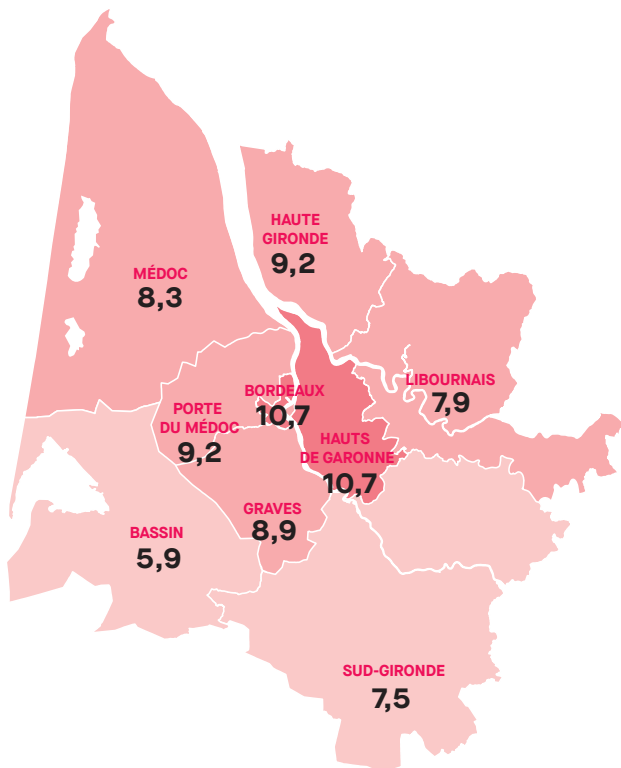 HAUTE
GIRONDE
9,2
MÉDOC
8,3
LIBOURNAIS
7,9
BORDEAUX
10,7
PORTE
DU MÉDOC
9,2
HAUTS
DE GARONNE
10,7
GRAVES
8,9
BASSIN
5,9
SUD-GIRONDE
7,5